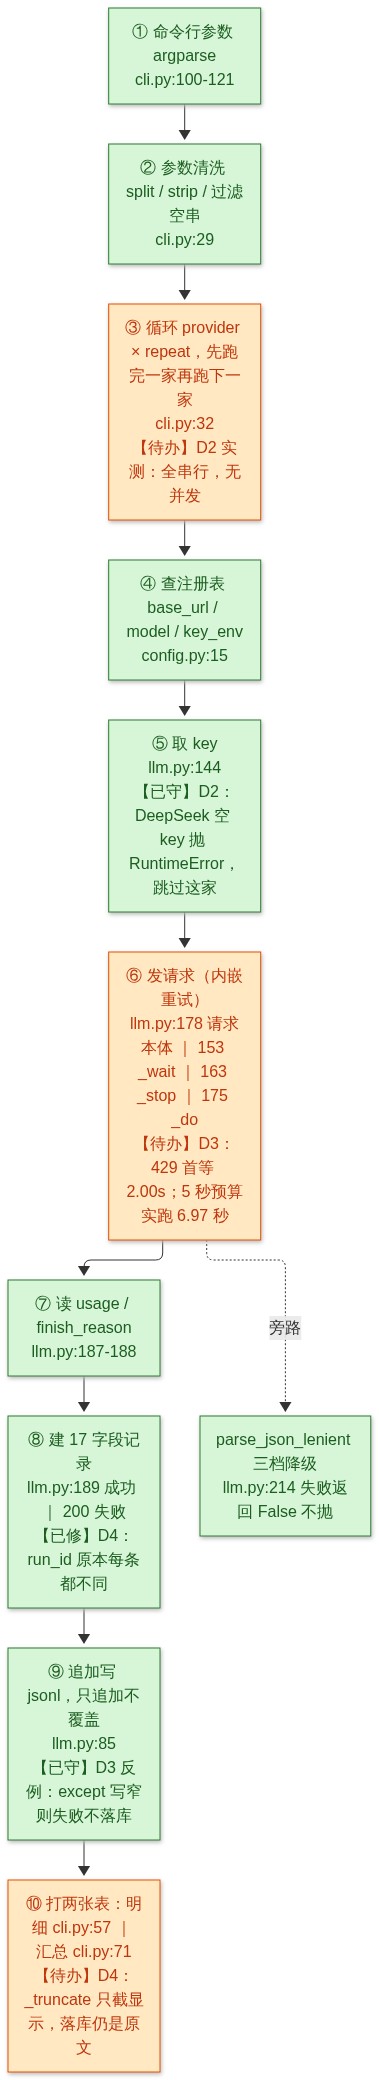 ① 命令行参数
argparse
cli.py:100-121
② 参数清洗
split / strip / 过滤
空串
cli.py:29
③ 循环 provider
× repeat，先跑
完一家再跑下一
家
cli.py:32
【待办】D2 实
测：全串行，无
并发
④ 查注册表
base_url /
model / key_env
config.py:15
⑤ 取 key
llm.py:144
【已守】D2：
DeepSeek 空
key 抛
RuntimeError，
跳过这家
⑥ 发请求（内嵌
重试）
llm.py:178 请求
本体 ｜ 153
_wait ｜ 163
_stop ｜ 175
_do
【待办】D3：
429 首等
2.00s；5 秒预算
实跑 6.97 秒
旁路
⑦ 读 usage /
finish_reason
llm.py:187-188
⑧ 建 17 字段记
录
llm.py:189 成功
｜ 200 失败
【已修】D4：
run_id 原本每条
都不同
parse_json_lenient
三档降级
llm.py:214 失败返
回 False 不抛
⑨ 追加写
jsonl，只追加不
覆盖
llm.py:85
【已守】D3 反
例：except 写窄
则失败不落库
⑩ 打两张表：明
细 cli.py:57 ｜
汇总 cli.py:71
【待办】D4：
_truncate 只截显
示，落库仍是原
文